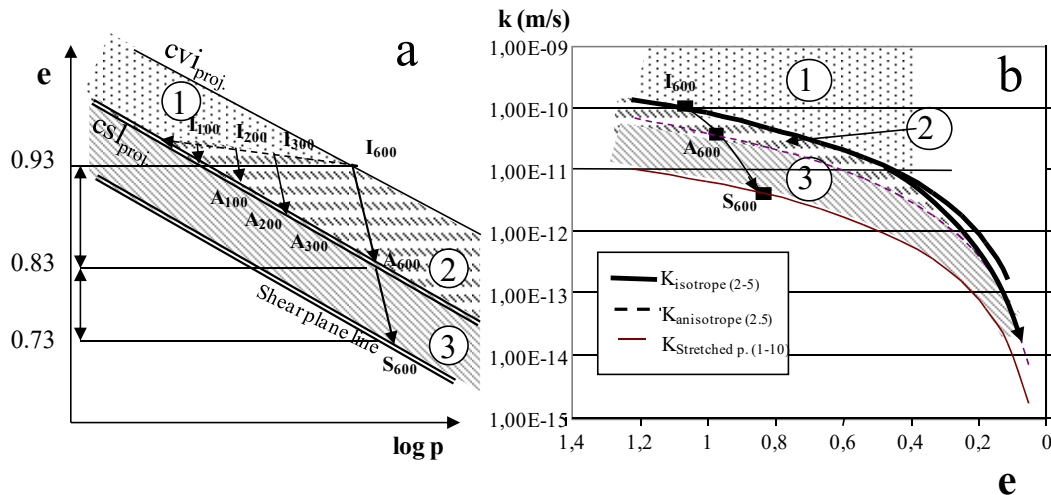 a
e
cvi proj.
csl proj.
1
I100
I200
I300
I600
0.93
A100
A200
A300
A600
2
0.83
Shear plane line
3
0.73
S600
log p
k (m/s)
b
1,00E-09
1,00E-10
1,00E-11
1,00E-12
1,00E-13
1,00E-14
1,00E-15
1
I600
2
A600
3
S600
K isotrope (2-5)
K anisotrope (2.5)
K Stretched p. (1-10)
1,4 1,2 1 0,8 0,6 0,4 0,2 0
e